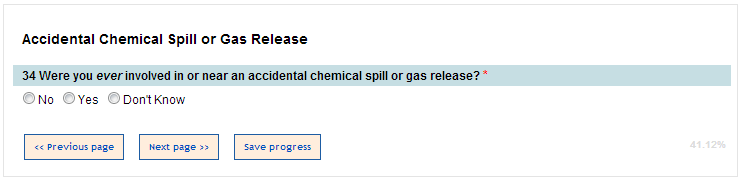 Accidental Chemical Spill or Gas Release
34 Were you ever involved in or near an accidental chemical spill or gas release? *
No Yes Don't Know
<< Previous page Next page >> Save progress 41.12%